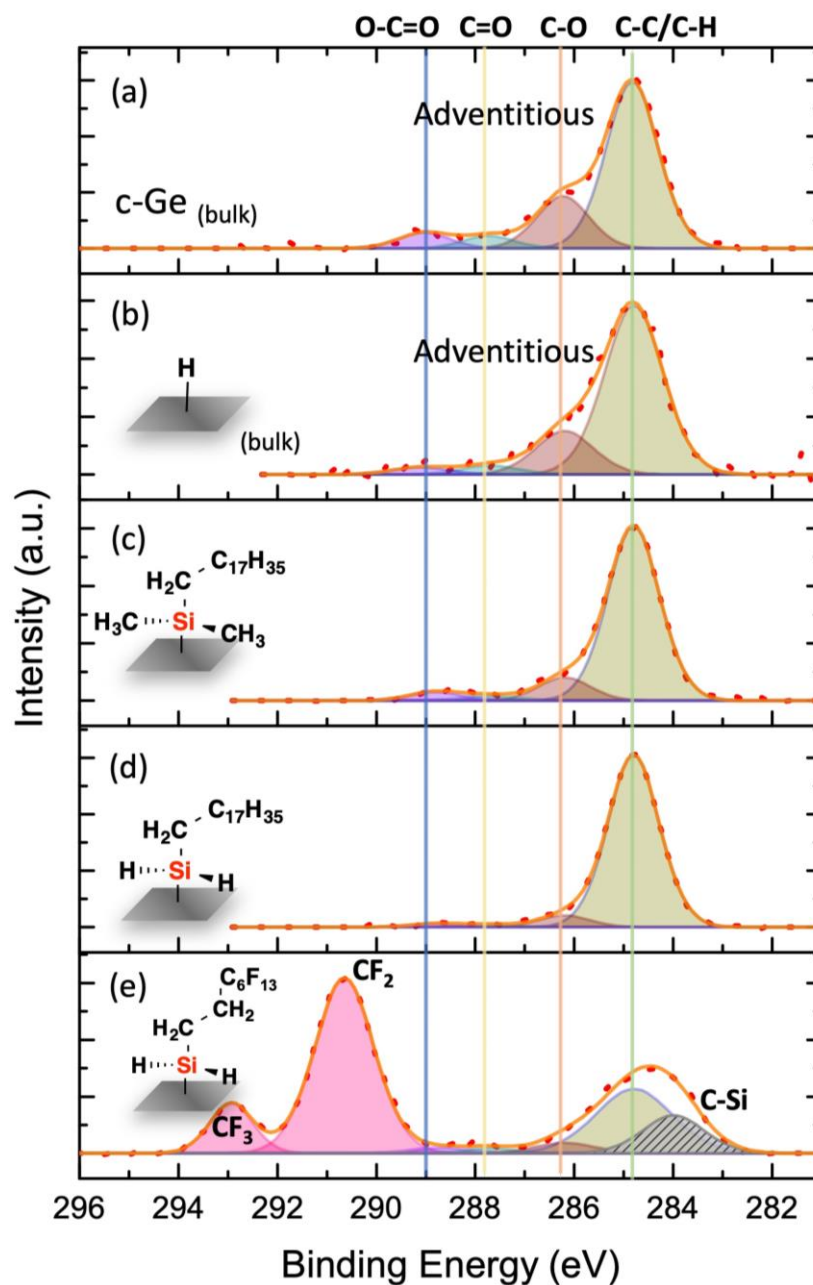 O-C=O C=O C-O C-C/C-H
(a)
Adventitious
c-Ge (bulk)
(b)
Adventitious
H
(bulk)
(c)
C₁₇H₃₅
H₂C
H₃C Si CH₃
(d)
C₁₇H₃₅
H₂C
H Si H
(e)
C₆F₁₃
CH₂
H₂C
H Si H
CF₃
CF₂
C-Si
Intensity (a.u.)
296 294 292 290 288 286 284 282
Binding Energy (eV)